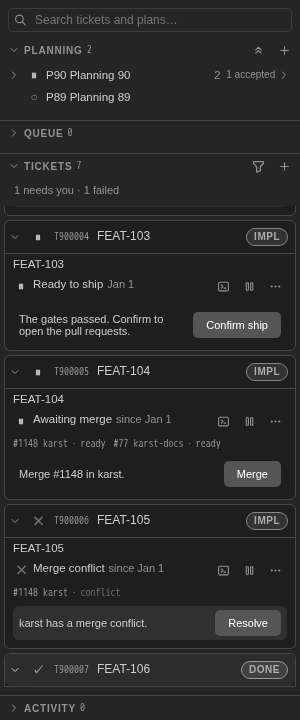 Search tickets and plans…
PLANNING 2
P90 Planning 90 2 1 accepted
P89 Planning 89
QUEUE 0
TICKETS 7
1 needs you · 1 failed
T900004 FEAT-103 IMPL
FEAT-103
Ready to ship Jan 1
The gates passed. Confirm to open the pull requests. Confirm ship
T900005 FEAT-104 IMPL
FEAT-104
Awaiting merge since Jan 1
#1148 karst · ready #77 karst-docs · ready
Merge #1148 in karst. Merge
T900006 FEAT-105 IMPL
FEAT-105
Merge conflict since Jan 1
#1148 karst · conflict
karst has a merge conflict. Resolve
T900007 FEAT-106 DONE
ACTIVITY 0